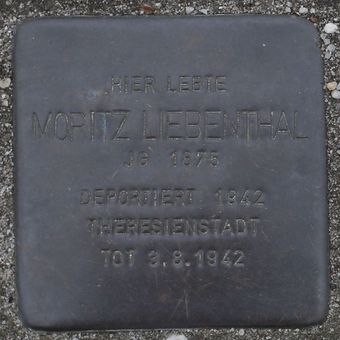 HIER LEBTE
MORITZ LIEBENTHAL
JG 1875
DEPORTIERT 1942
THERESIENSTADT
TOT 3.8.1942